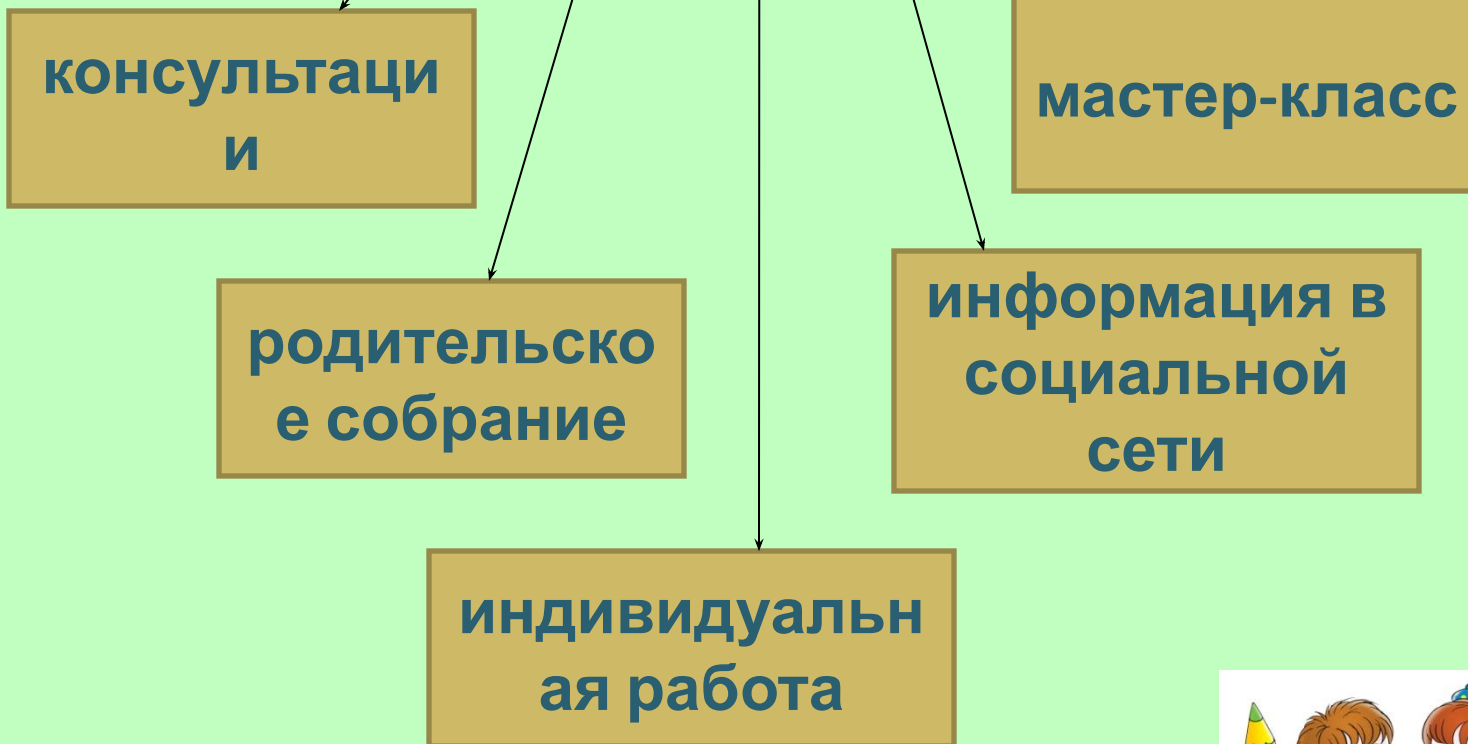 консультаци
и
мастер-класс
родительско
е собрание
информация в
социальной
сети
индивидуальн
ая работа